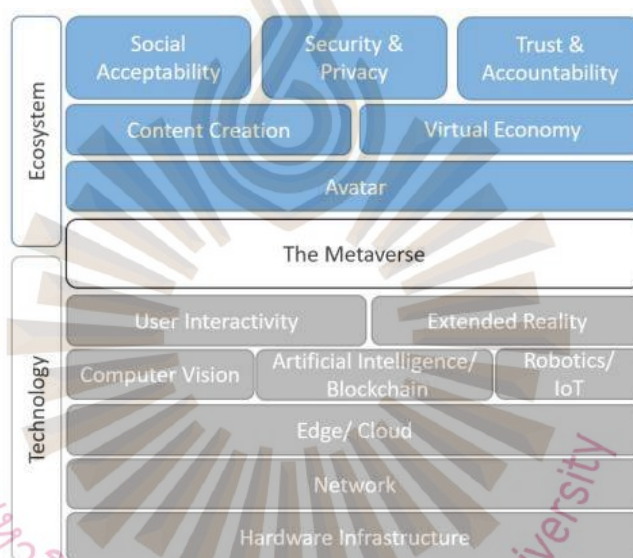 Social
Acceptability
Security &
Privacy
Trust &
Accountability
Ecosystem
Content Creation
Virtual Economy
Avatar
The Metaverse
Technology
User Interactivity
Extended Reality
Computer Vision
Artificial Intelligence/
Blockchain
Robotics/
IoT
Edge/ Cloud
Network
Hardware Infrastructure